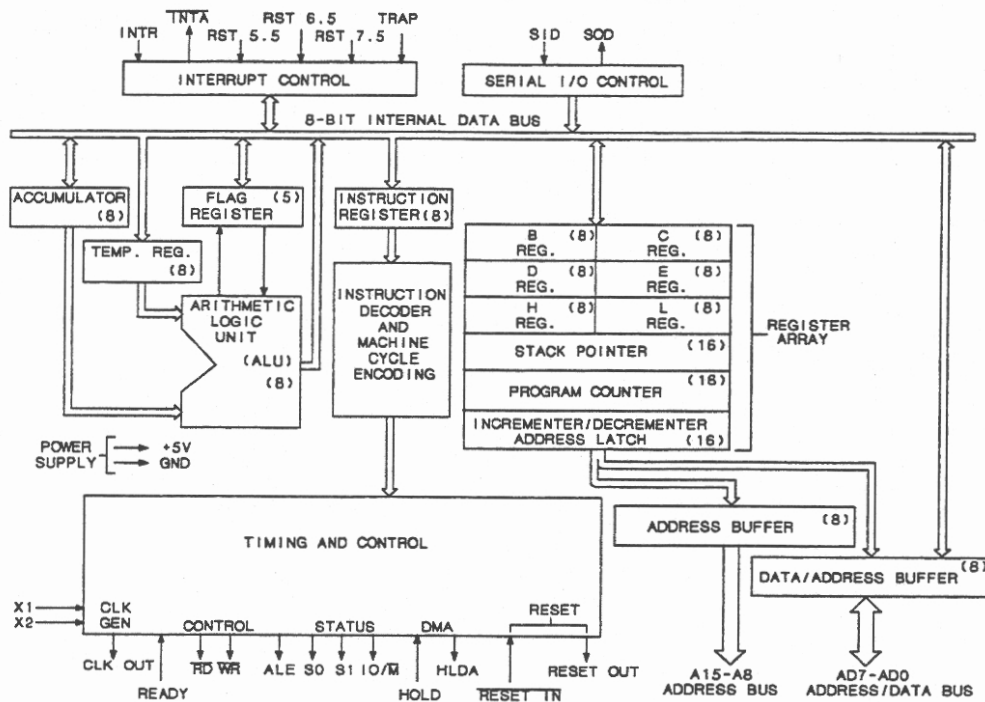 INTR
INTA
RST 5.5
RST 6.5
RST 7.5
TRAP
INTERRUPT CONTROL
SID
SOD
SERIAL I/O CONTROL
8-BIT INTERNAL DATA BUS
ACCUMULATOR
(8)
TEMP. REG.
(8)
FLAG (5)
REGISTER
INSTRUCTION
REGISTER(8)
ARITHMETIC
LOGIC
UNIT
(ALU)
(8)
INSTRUCTION
DECODER
AND
MACHINE
CYCLE
ENCODING
B (8)
REG.
C (8)
REG.
D (8)
REG.
E (8)
REG.
H (8)
REG.
L (8)
REG.
STACK POINTER (16)
PROGRAM COUNTER (16)
INCREMENTER/DECREMENTER
ADDRESS LATCH (16)
REGISTER
ARRAY
POWER
SUPPLY
+5V
GND
TIMING AND CONTROL
ADDRESS BUFFER (8)
DATA/ADDRESS BUFFER (8)
X1
X2
CLK
GEN
CONTROL
STATUS
DMA
RESET
CLK OUT
READY
RD WR
ALE S0 S1 IO/M
HOLD
HLDA
RESET IN
RESET OUT
A15-A8
ADDRESS BUS
AD7-AD0
ADDRESS/DATA BUS